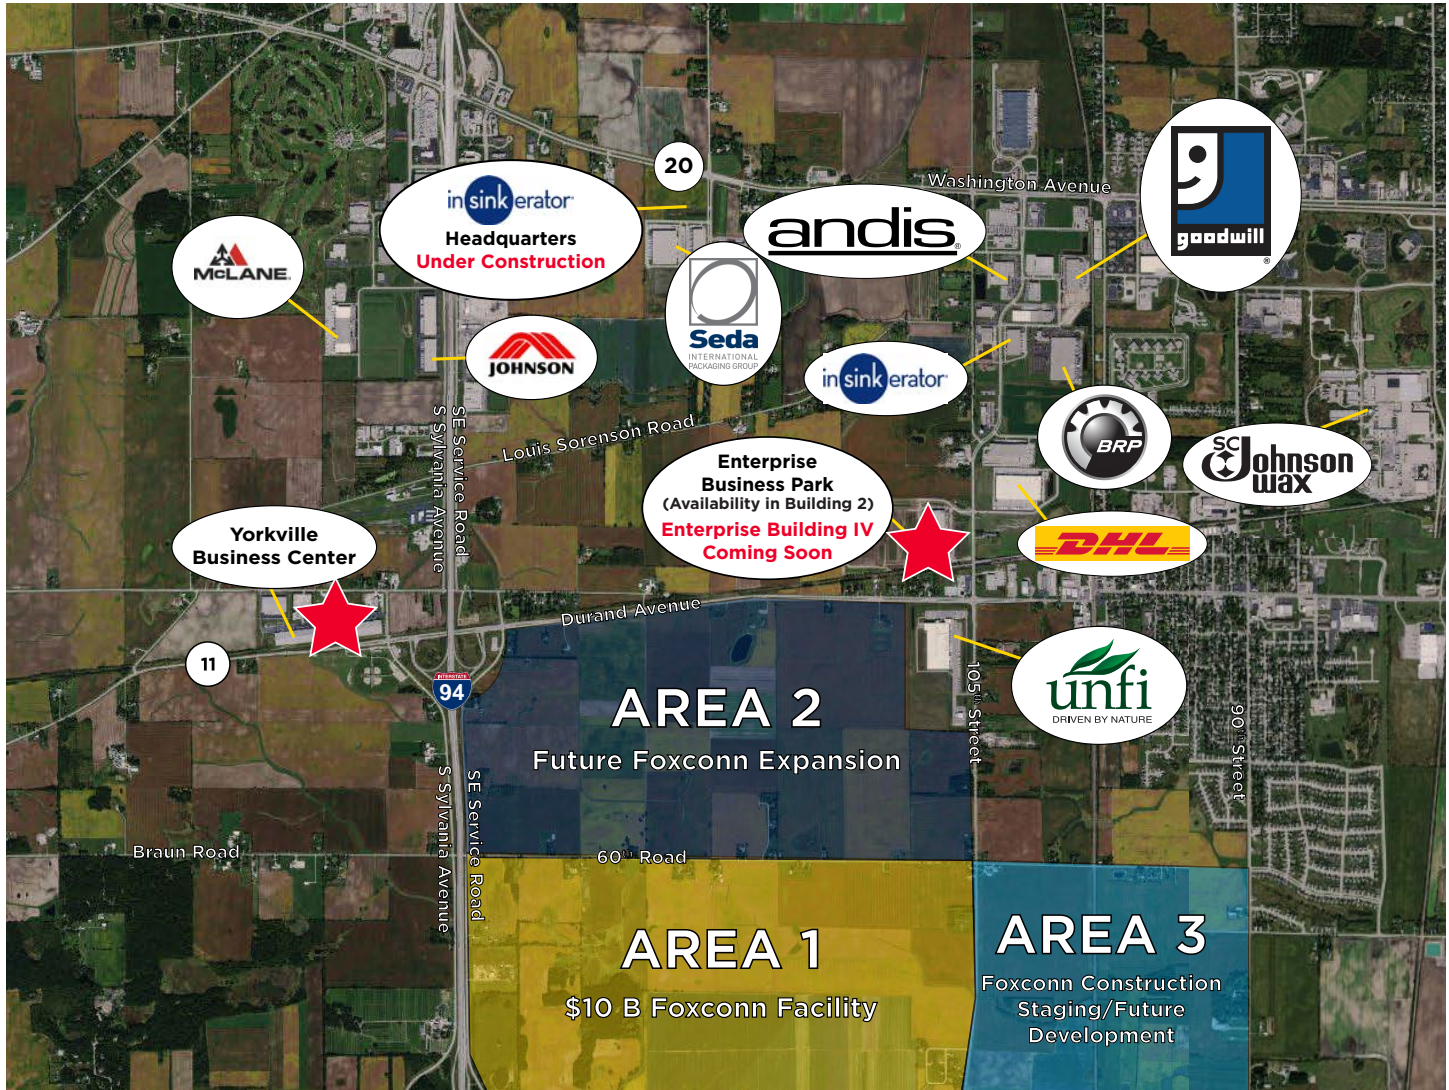 20
Washington Avenue
goodwill
®
insinkerator
Headquarters
Under Construction
andis®
McLANE
Seda
INTERNATIONAL
PACKAGING GROUP
JOHNSON
insinkerator
BRP
SC Johnson
wax
S Sylvania Avenue
SE Service Road
Louis Sorenson Road
Enterprise
Business Park
(Availability in Building 2)
Enterprise Building IV
Coming Soon
Yorkville
Business Center
DHL
Durand Avenue
11
INTERSTATE
94
AREA 2
Future Foxconn Expansion
unfi
DRIVEN BY NATURE
105th Street
90th Street
S Sylvania Avenue
SE Service Road
Braun Road
60th Road
AREA 1
$10 B Foxconn Facility
AREA 3
Foxconn Construction
Staging/Future
Development